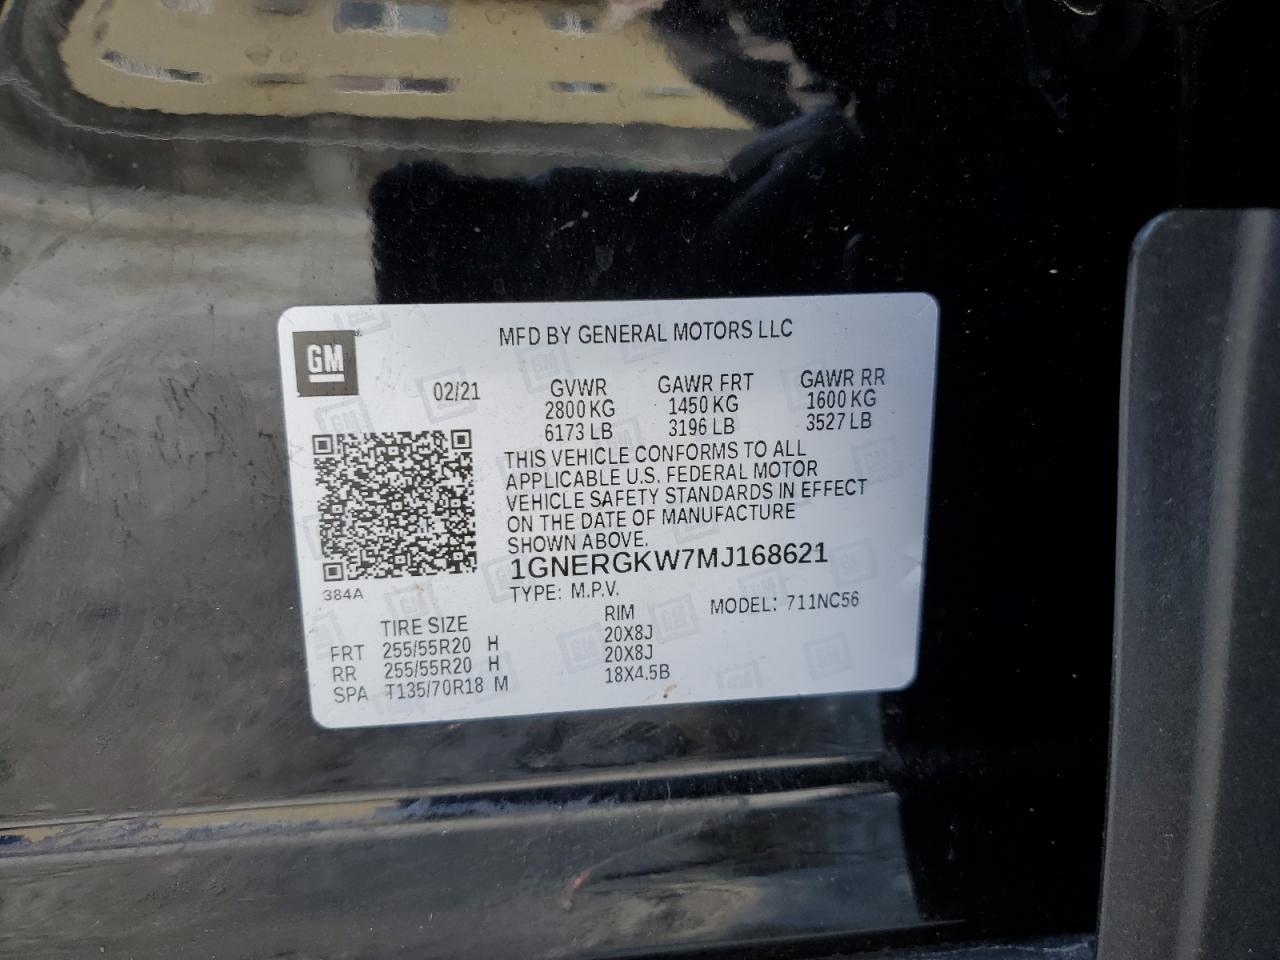 GM
MFD BY GENERAL MOTORS LLC
02/21
GVWR GAWR FRT GAWR RR
2800 KG 1450 KG 1600 KG
6173 LB 3196 LB 3527 LB
THIS VEHICLE CONFORMS TO ALL
APPLICABLE U.S. FEDERAL MOTOR
VEHICLE SAFETY STANDARDS IN EFFECT
ON THE DATE OF MANUFACTURE
SHOWN ABOVE.
1GNERGKW7MJ168621
384A
TYPE: M.P.V. MODEL: 711NC56
TIRE SIZE RIM
FRT 255/55R20 H 20X8J
RR 255/55R20 H 20X8J
SPA T135/70R18 M 18X4.5B